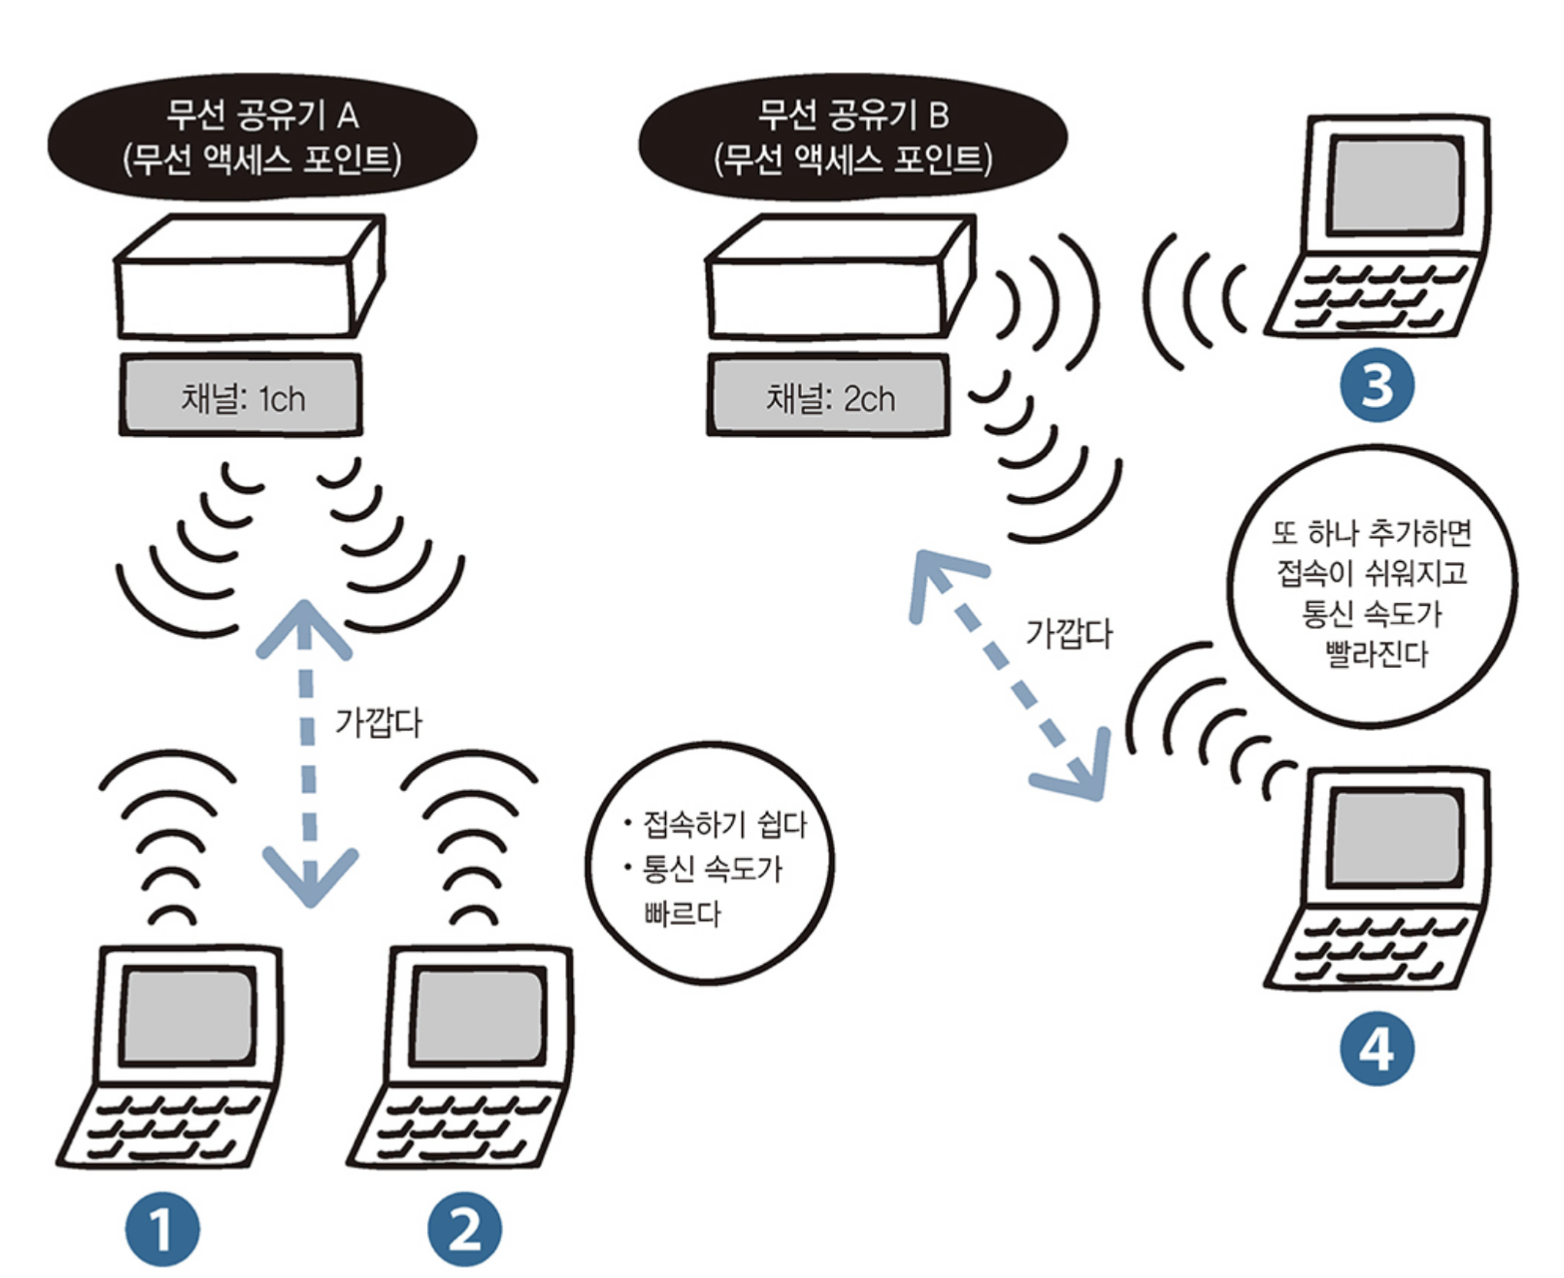 무선 공유기 A
(무선 액세스 포인트)
채널: 1ch
가깝다
1
2
· 접속하기 쉽다
· 통신 속도가
빠르다
무선 공유기 B
(무선 액세스 포인트)
채널: 2ch
가깝다
3
또 하나 추가하면
접속이 쉬워지고
통신 속도가
빨라진다
4